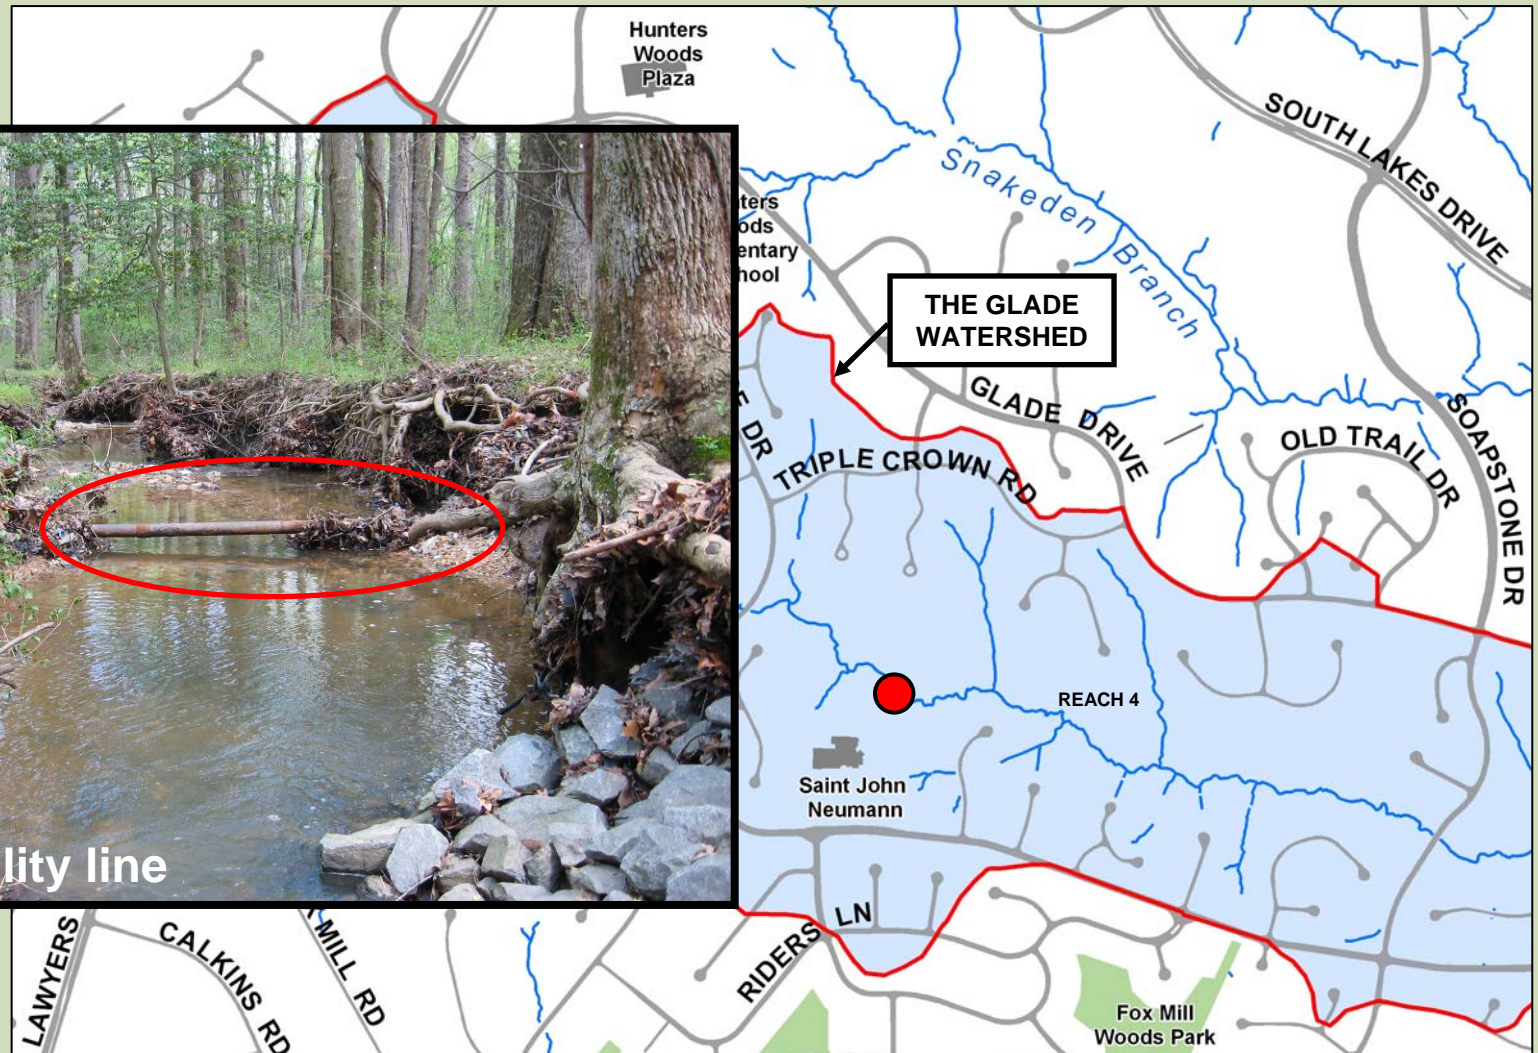 Hunters
Woods
Plaza
SOUTH LAKES DRIVE
Snakeden Branch
THE GLADE
WATERSHED
GLADE DRIVE
TRIPLE CROWN RD
DR
OLD TRAIL DR
SOAPSTONE DR
REACH 4
Saint John
Neumann
line
LAWYERS
CALKINS RD
MILL RD
RIDERS LN
Fox Mill
Woods Park